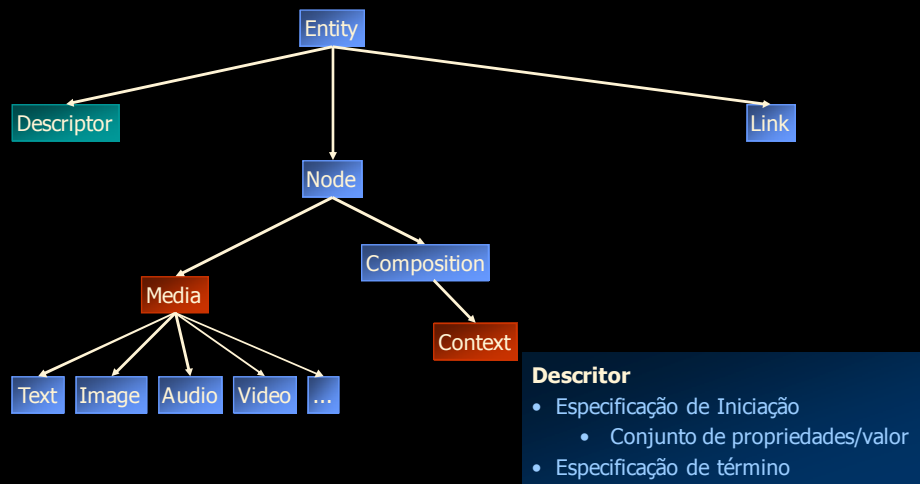 Entity
Descriptor
Link
Node
Composition
Media
Context
Text
Image
Audio
Video
...
Descritor
• Especificação de Iniciação
• Conjunto de propriedades/valor
• Especificação de término